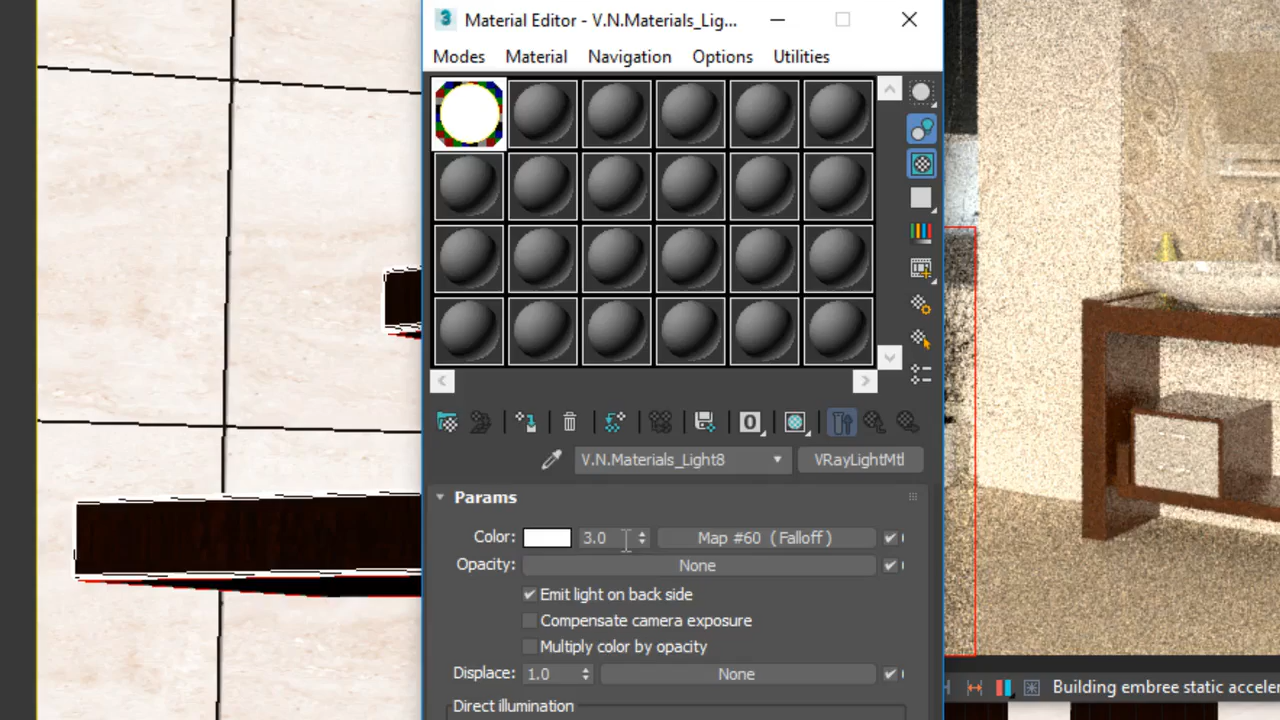 Material Editor - V.N.Materials_Lig...
Modes Material Navigation Options Utilities
V.N.Materials_Light8 VRayLightMtl
Params
Color: 3.0 Map #60 ( Falloff )
Opacity: None
Emit light on back side
Compensate camera exposure
Multiply color by opacity
Displace: 1.0 None
Direct illumination
Building embree static acceler